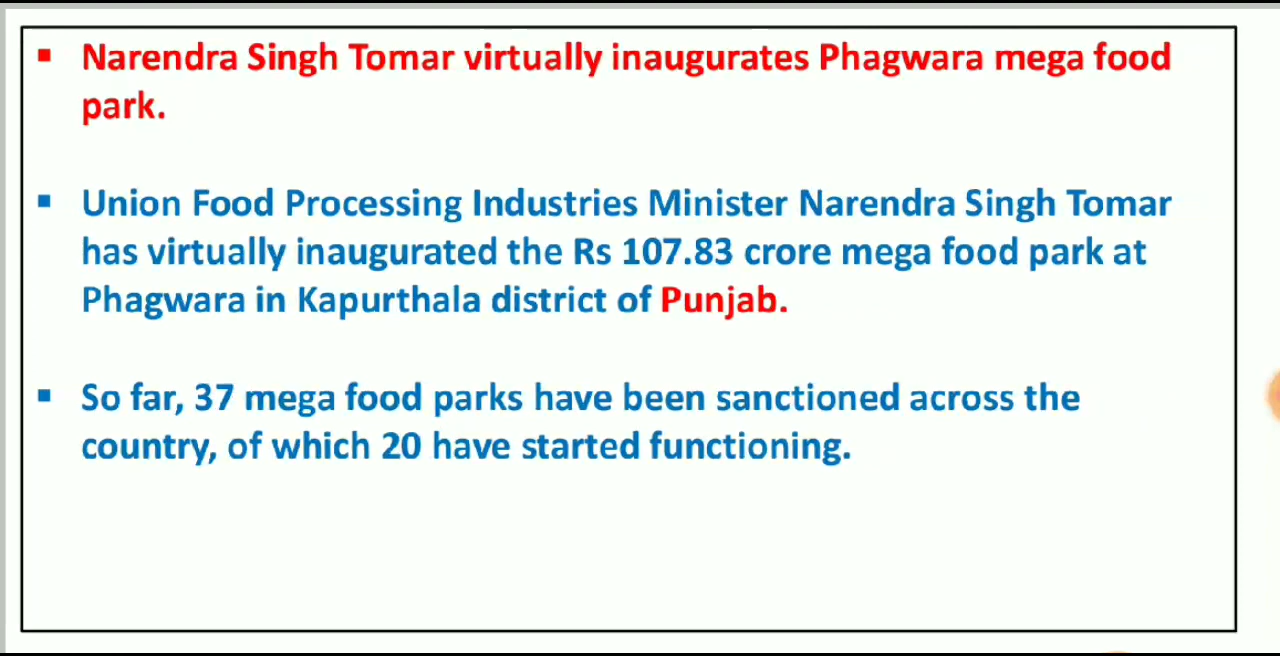 ▪ Narendra Singh Tomar virtually inaugurates Phagwara mega food
park.
▪ Union Food Processing Industries Minister Narendra Singh Tomar
has virtually inaugurated the Rs 107.83 crore mega food park at
Phagwara in Kapurthala district of Punjab.
▪ So far, 37 mega food parks have been sanctioned across the
country, of which 20 have started functioning.